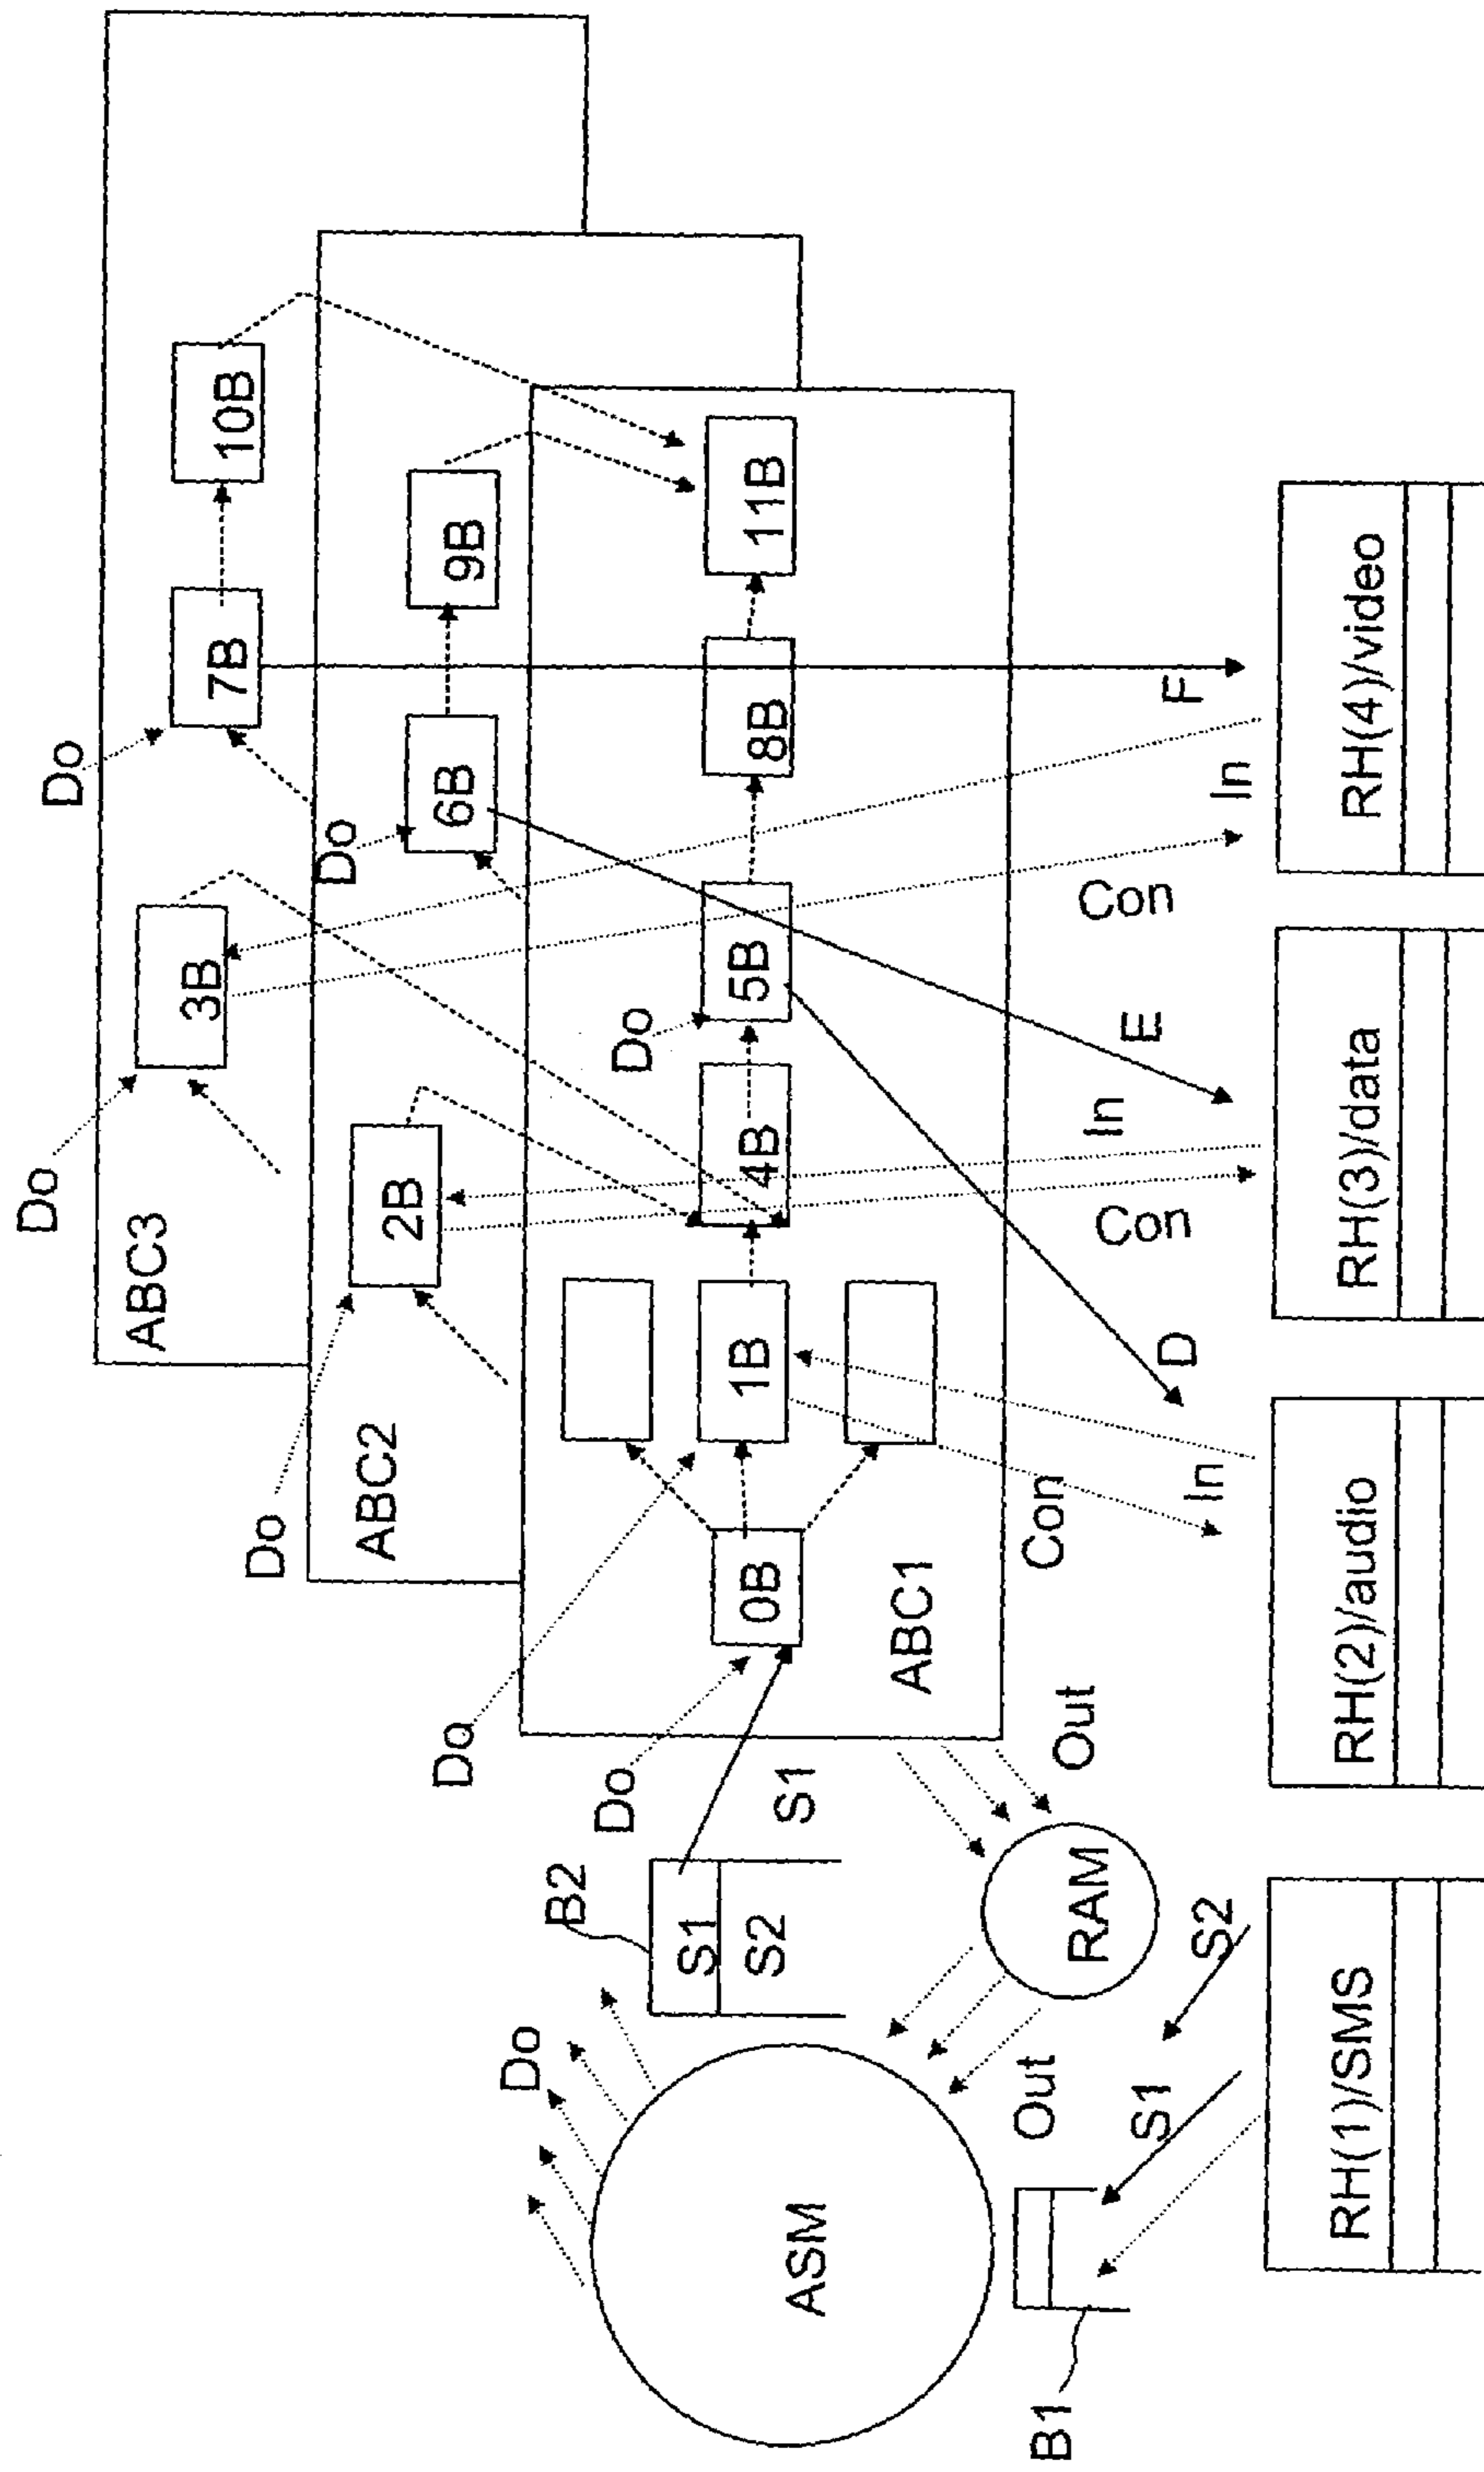 Do
Do
ABC3
3B
7B
10B
Do
Do
ABC2
2B
6B
9B
Do
Do
Do
0B
1B
4B
5B
8B
11B
ABC1
Do
B2
S1
S2
S1
ASM
RAM
Out
Out
Con
In
D
Con
In
E
Con
In
F
B1
S1
S2
RH(1)/SMS
RH(2)/audio
RH(3)/data
RH(4)/video